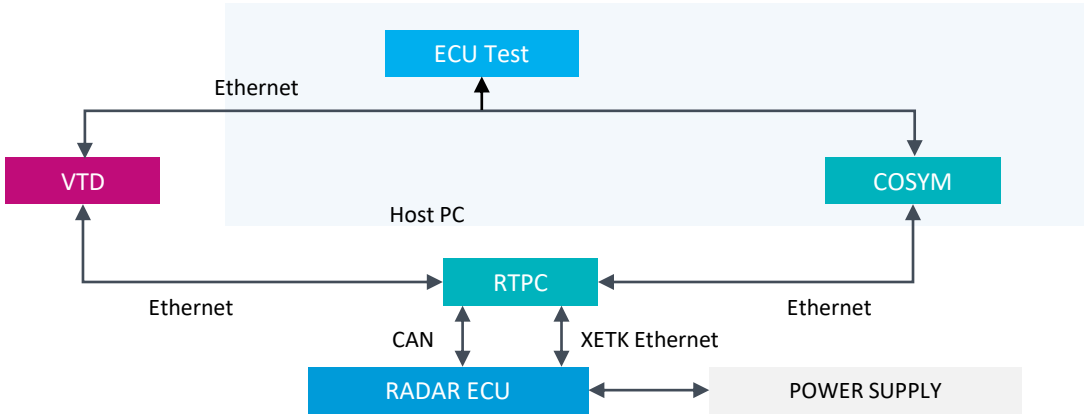 ECU Test
Ethernet
VTD
COSYM
Host PC
RTPC
Ethernet
Ethernet
CAN
XETK Ethernet
RADAR ECU
POWER SUPPLY